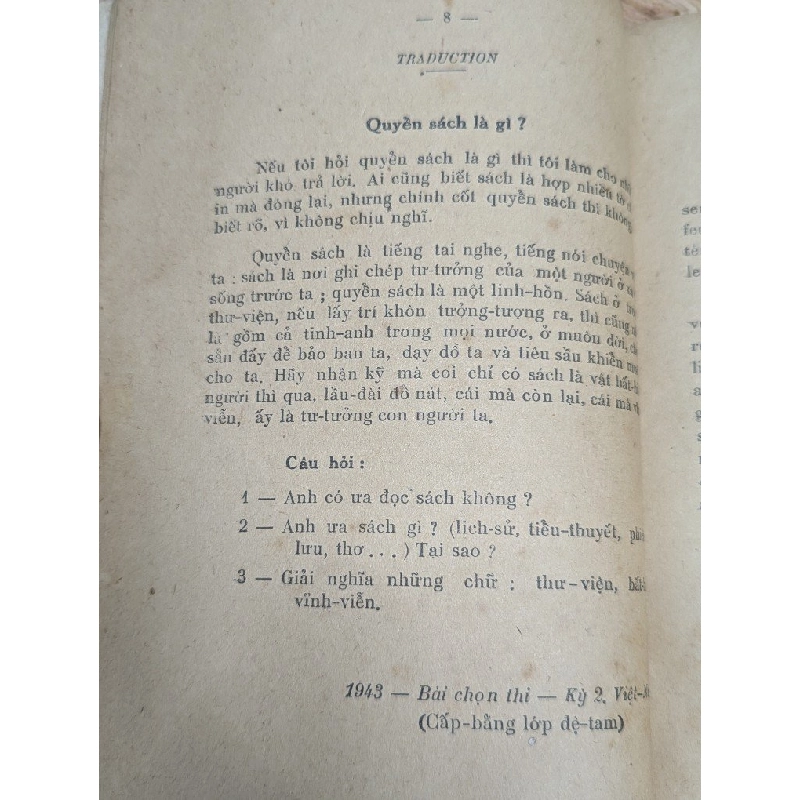 — 8 —
TRADUCTION
Quyển sách là gì ?
Nếu tôi hỏi quyển sách là gì thì tôi làm cho
người khó trả lời. Ai cũng biết sách là hợp nhiều tờ
in mà đóng lại, nhưng chính cốt quyển sách thì không
biết rõ, vì không chịu nghĩ.
Quyển sách là tiếng tai nghe, tiếng nói chuyện
ta : sách là nơi ghi chép tư-tưởng của một người ở
sống trước ta ; quyển sách là một linh-hồn. Sách ở
thư-viện, nếu lấy trí khôn tưởng-tượng ra, thì cũng
là gồm cả tinh-anh trong mọi nước, ở muôn đời,
sẵn đấy để bảo ban ta, dạy dỗ ta và tiêu sầu khiển
cho ta. Hãy nhận kỹ mà coi chỉ có sách là vật bất-
người thì qua, lâu-đài đổ nát, cái mà còn lại, cái mà
viễn, ấy là tư-tưởng con người ta.
Câu hỏi :
1 — Anh có ưa đọc sách không ?
2 — Anh ưa sách gì ? (lịch-sử, tiểu-thuyết,
lưu, thơ...) Tại sao ?
3 — Giải nghĩa những chữ : thư-viện,
vĩnh-viễn.
1943 — Bài chọn thi — Kỳ 2. Việt-
(Cấp-bằng lớp đệ-tam)